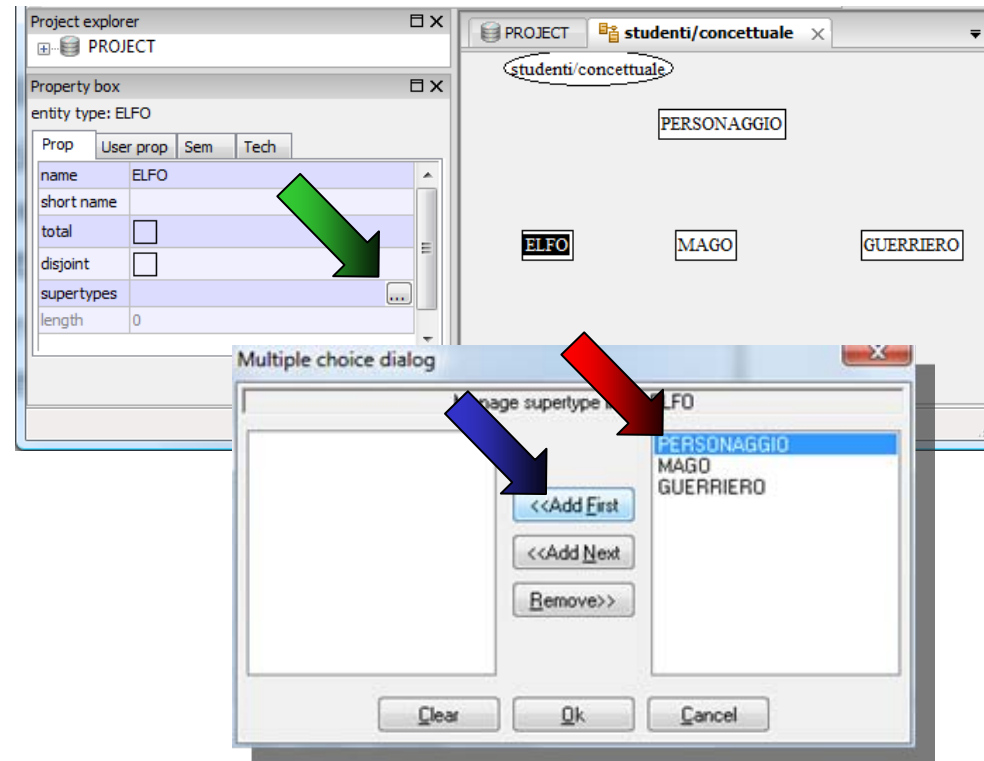 Project explorer
PROJECT
Property box
entity type: ELFO
Prop User prop Sem Tech
name ELFO
short name
total
disjoint
supertypes ...
length 0
PROJECT studenti/concettuale
studenti/concettuale
PERSONAGGIO
ELFO MAGO GUERRIERO
Multiple choice dialog
supertype ELFO
PERSONAGGIO
MAGO
GUERRIERO
<<Add First
<<Add Next
Remove>>
Clear Ok Cancel